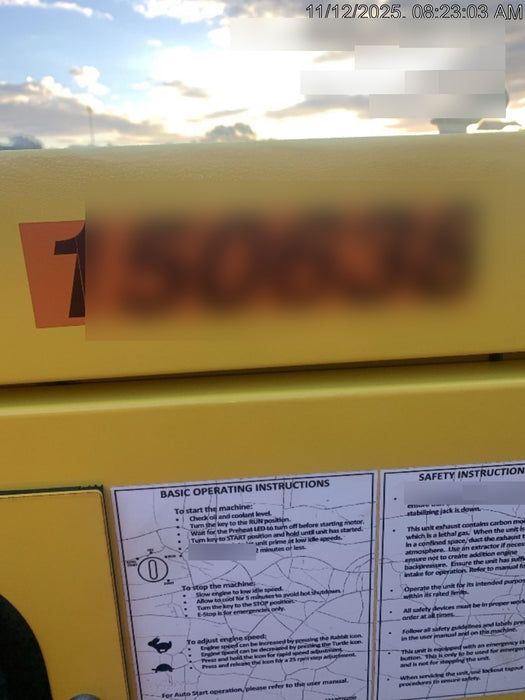 11/12/2025. 08:23:03 AM
1
BASIC OPERATING INSTRUCTIONS
To start the machine:
• Check oil and coolant level.
• Turn the key to the RUN position.
• Wait for the Preheat LED to turn off before starting motor.
• Turn key to START position and hold until unit has started.
unit prime at low idle speeds.
2 minutes or less.
To stop the machine:
• Slow engine to low idle speed.
• Allow to cool for 5 minutes to avoid hot shutdown.
• Turn the key to the STOP position.
• E-Stop is for emergencies only.
To adjust engine speed:
• Engine speed can be increased by pressing the Rabbit icon.
• Engine Speed can be decreased by pressing the Turtle icon.
• Press and hold the icon for rapid speed adjustment.
• Press and release the icon for a 25 rpm step adjustment.
For Auto Start operation, please refer to the user manual.
SAFETY INSTRUCTION
stabilizing jack is down.
• This unit exhaust contains carbon mo
which is a lethal gas. When the unit is
in a confined space, duct the exhaust t
atmosphere. Use an extractor if neces
ensure not to create addition engine
backpressure. Ensure the unit has su
intake for operation. Refer to manual fo
• Operate the unit for its intended purpo
within its rated limits.
• All safety devices must be in proper work
order at all times.
• Follow all safety guidelines and labels pre
in the user manual and on the machine.
• This unit is equipped with an emergency
button. This is only to be used for emergen
and is not for stopping the unit.
• When servicing the unit, use lockout tagout
procedures to ensure safety.